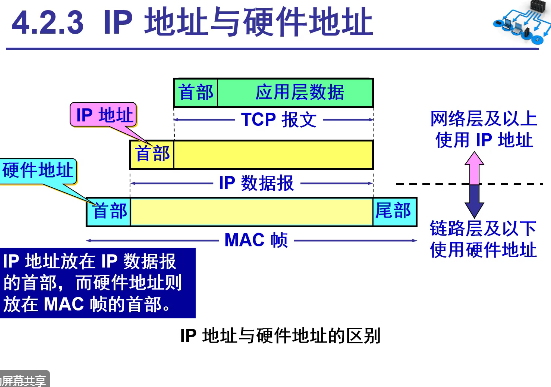 4.2.3 IP 地址与硬件地址
首部 应用层数据
IP 地址
TCP 报文
网络层及以上
使用 IP 地址
首部
硬件地址
IP 数据报
首部
尾部
链路层及以下
使用硬件地址
MAC 帧
IP 地址放在 IP 数据报
的首部，而硬件地址则
放在 MAC 帧的首部。
IP 地址与硬件地址的区别
屏幕共享